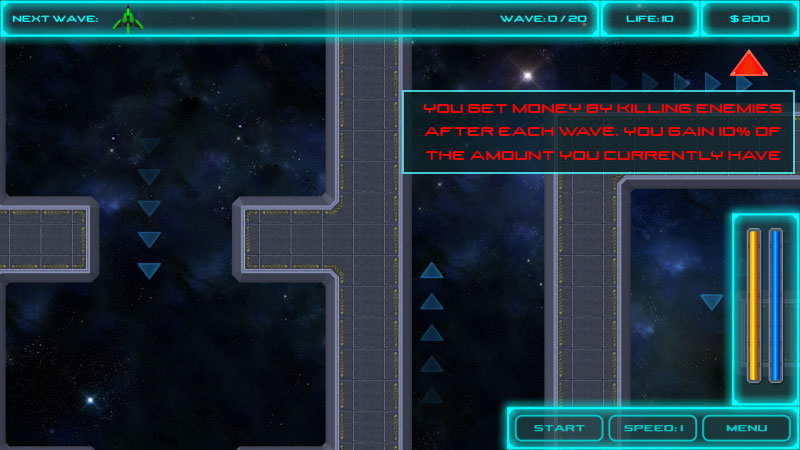 NEXT WAVE:
WAVE: 0 / 20
LIFE: 10
$ 200
YOU GET MONEY BY KILLING ENEMIES
AFTER EACH WAVE. YOU GAIN 10% OF
THE AMOUNT YOU CURRENTLY HAVE
START
SPEED: 1
MENU